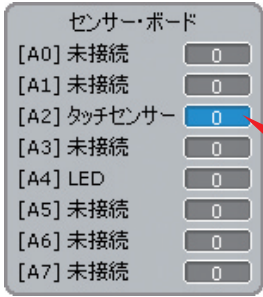 センサー・ボード
[A0] 未接続 0
[A1] 未接続 0
[A2] タッチセンサー 0
[A3] 未接続 0
[A4] LED 0
[A5] 未接続 0
[A6] 未接続 0
[A7] 未接続 0